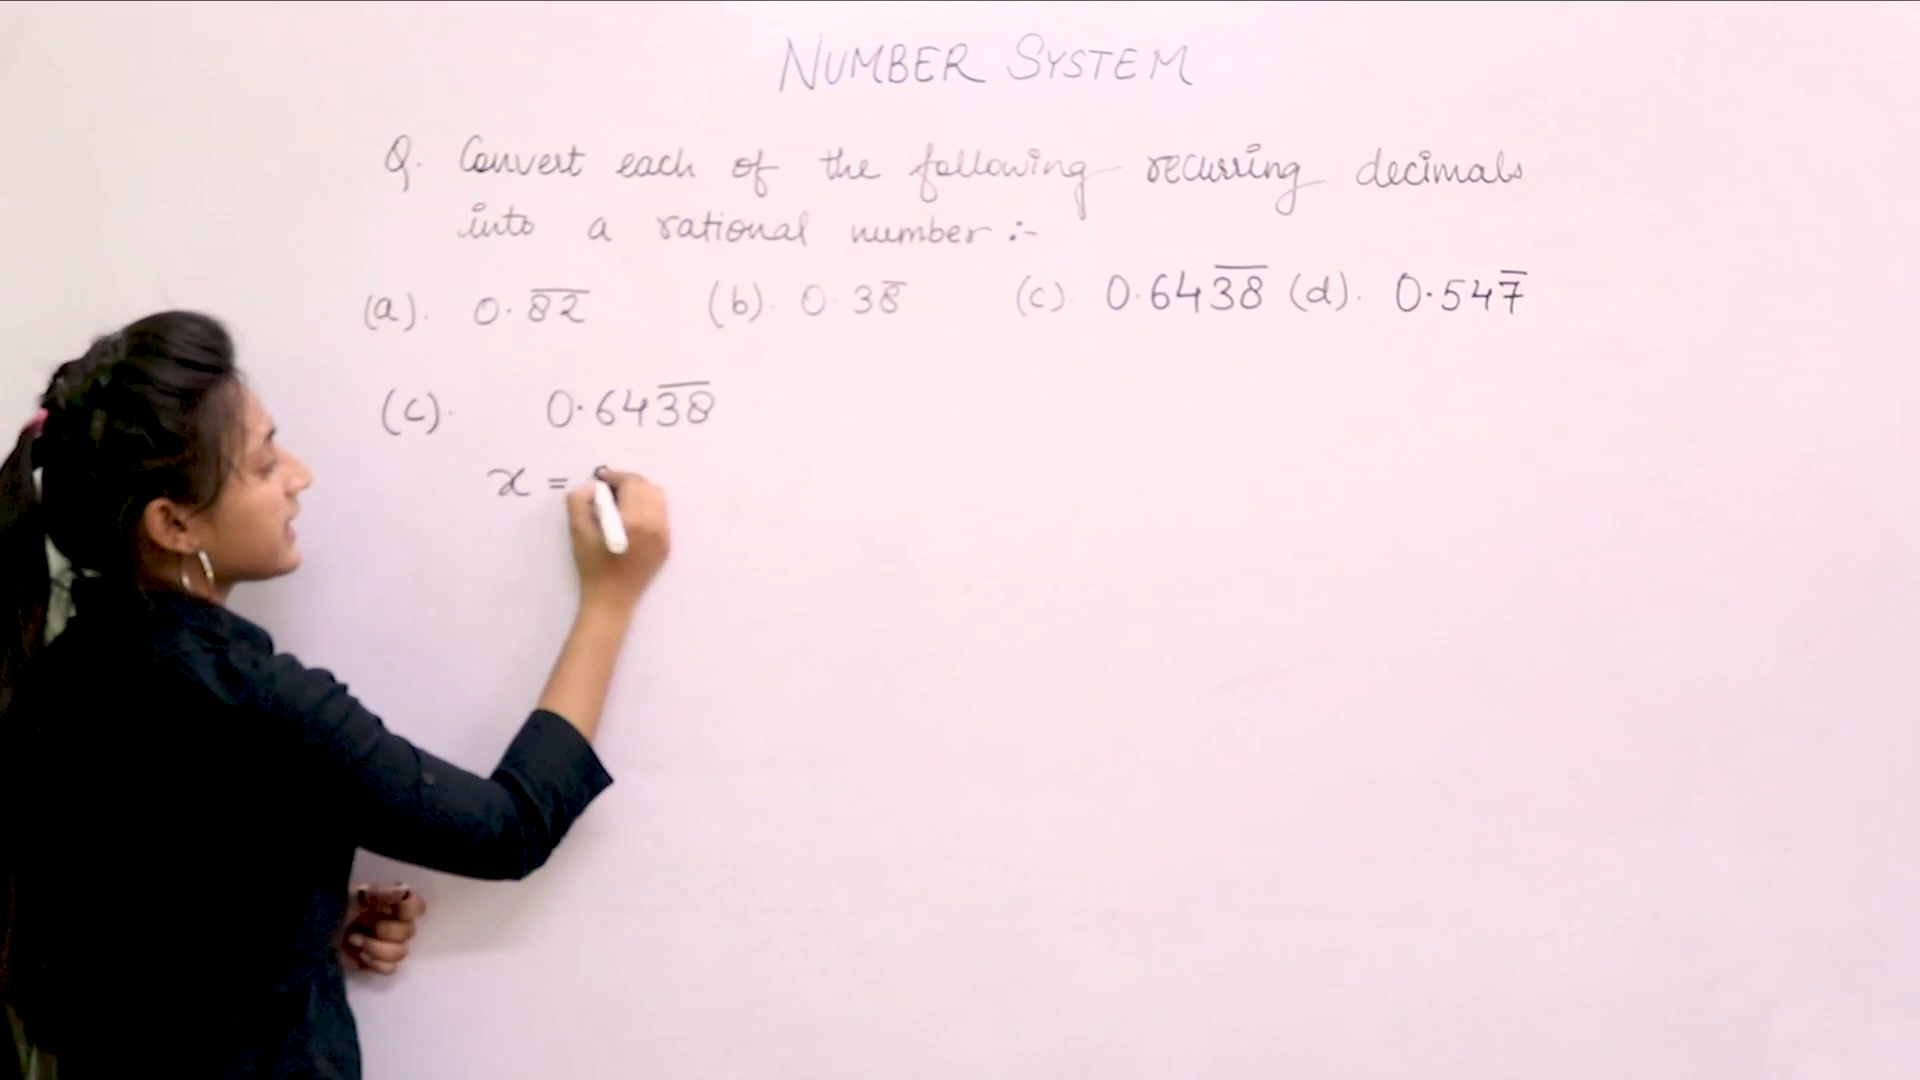 NUMBER SYSTEM
Q. Convert each of the following recurring decimals
into a rational number :-
(a). 0.8̅2̅ (b). 0.38̅ (c). 0.643̅8̅ (d). 0.547̅
(c). 0.643̅8̅
x =